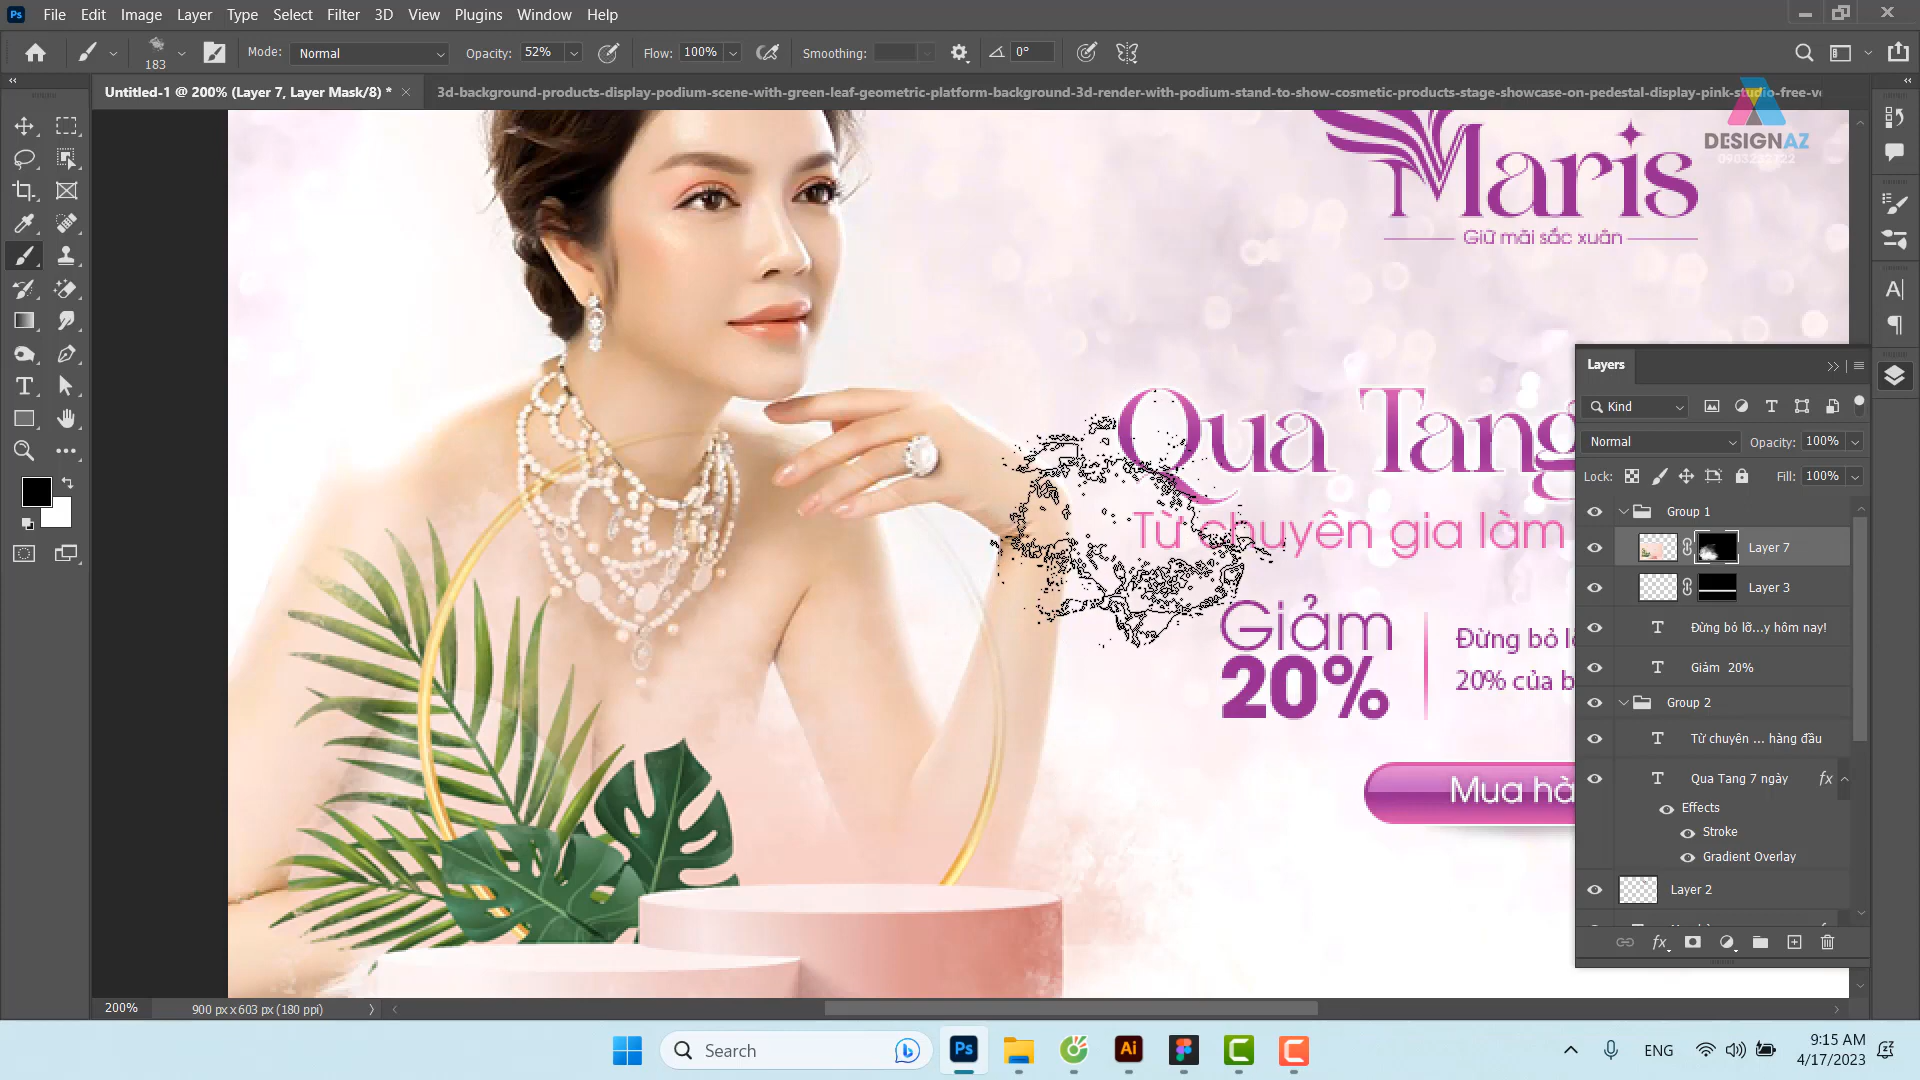 Ps File Edit Image Layer Type Select Filter 3D View Plugins Window Help
183 Mode: Normal Opacity: 52% Flow: 100% Smoothing: 0°
Untitled-1 @ 200% (Layer 7, Layer Mask/8) *
3d-background-products-display-podium-scene-with-green-leaf-geometric-platform-background-3d-render-with-podium-stand-to-show-cosmetic-products-stage-showcase-on-pedestal-display-pink-studio-free-ve
DESIGNAZ
Maris
Giữ mãi sắc xuân
Qua Tang
Từ chuyên gia làm
Giảm
20%
Đừng bỏ lỡ
20% của b
Mua hà
Layers
Kind
Normal Opacity: 100%
Lock: Fill: 100%
Group 1
Layer 7
Layer 3
Đừng bỏ lỡ...y hôm nay!
Giảm 20%
Group 2
Từ chuyên ... hàng đầu
Qua Tang 7 ngày fx
Effects
Stroke
Gradient Overlay
Layer 2
200% 900 px x 603 px (180 ppi)
Search
Ps
Ai
ENG
9:15 AM
4/17/2023